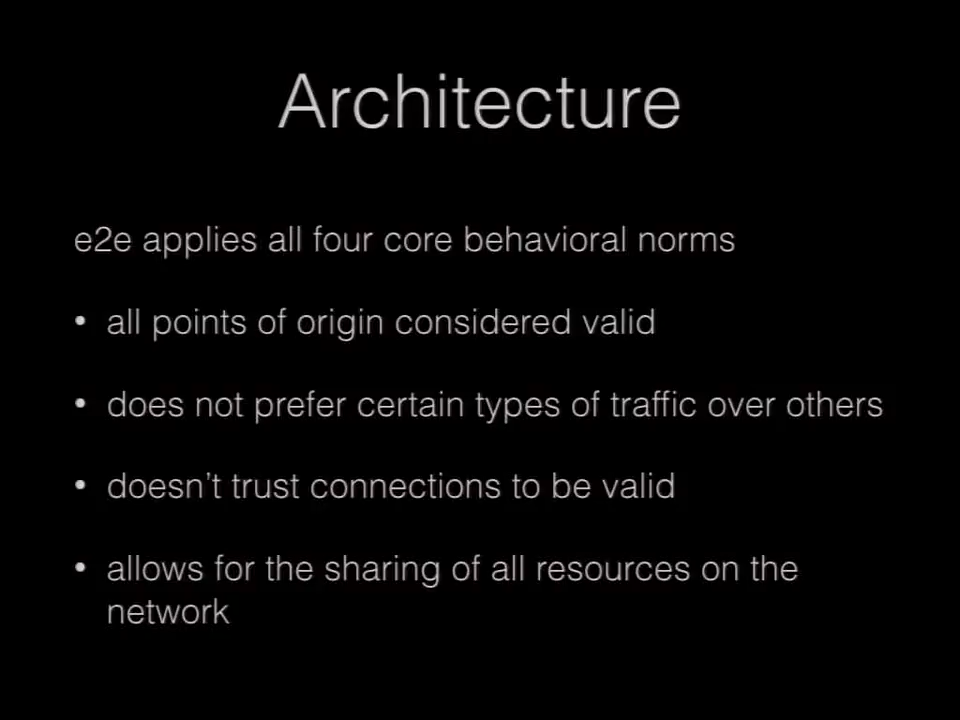 Architecture
e2e applies all four core behavioral norms
• all points of origin considered valid
• does not prefer certain types of traffic over others
• doesn’t trust connections to be valid
• allows for the sharing of all resources on the
network